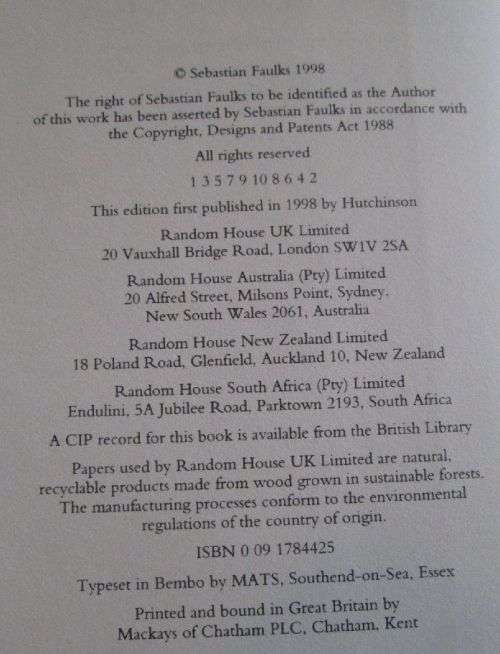 © Sebastian Faulks 1998
The right of Sebastian Faulks to be identified as the Author
of this work has been asserted by Sebastian Faulks in accordance with
the Copyright, Designs and Patents Act 1988
All rights reserved
1 3 5 7 9 10 8 6 4 2
This edition first published in 1998 by Hutchinson
Random House UK Limited
20 Vauxhall Bridge Road, London SW1V 2SA
Random House Australia (Pty) Limited
20 Alfred Street, Milsons Point, Sydney,
New South Wales 2061, Australia
Random House New Zealand Limited
18 Poland Road, Glenfield, Auckland 10, New Zealand
Random House South Africa (Pty) Limited
Endulini, 5A Jubilee Road, Parktown 2193, South Africa
A CIP record for this book is available from the British Library
Papers used by Random House UK Limited are natural,
recyclable products made from wood grown in sustainable forests.
The manufacturing processes conform to the environmental
regulations of the country of origin.
ISBN 0 09 1784425
Typeset in Bembo by MATS, Southend-on-Sea, Essex
Printed and bound in Great Britain by
Mackays of Chatham PLC, Chatham, Kent